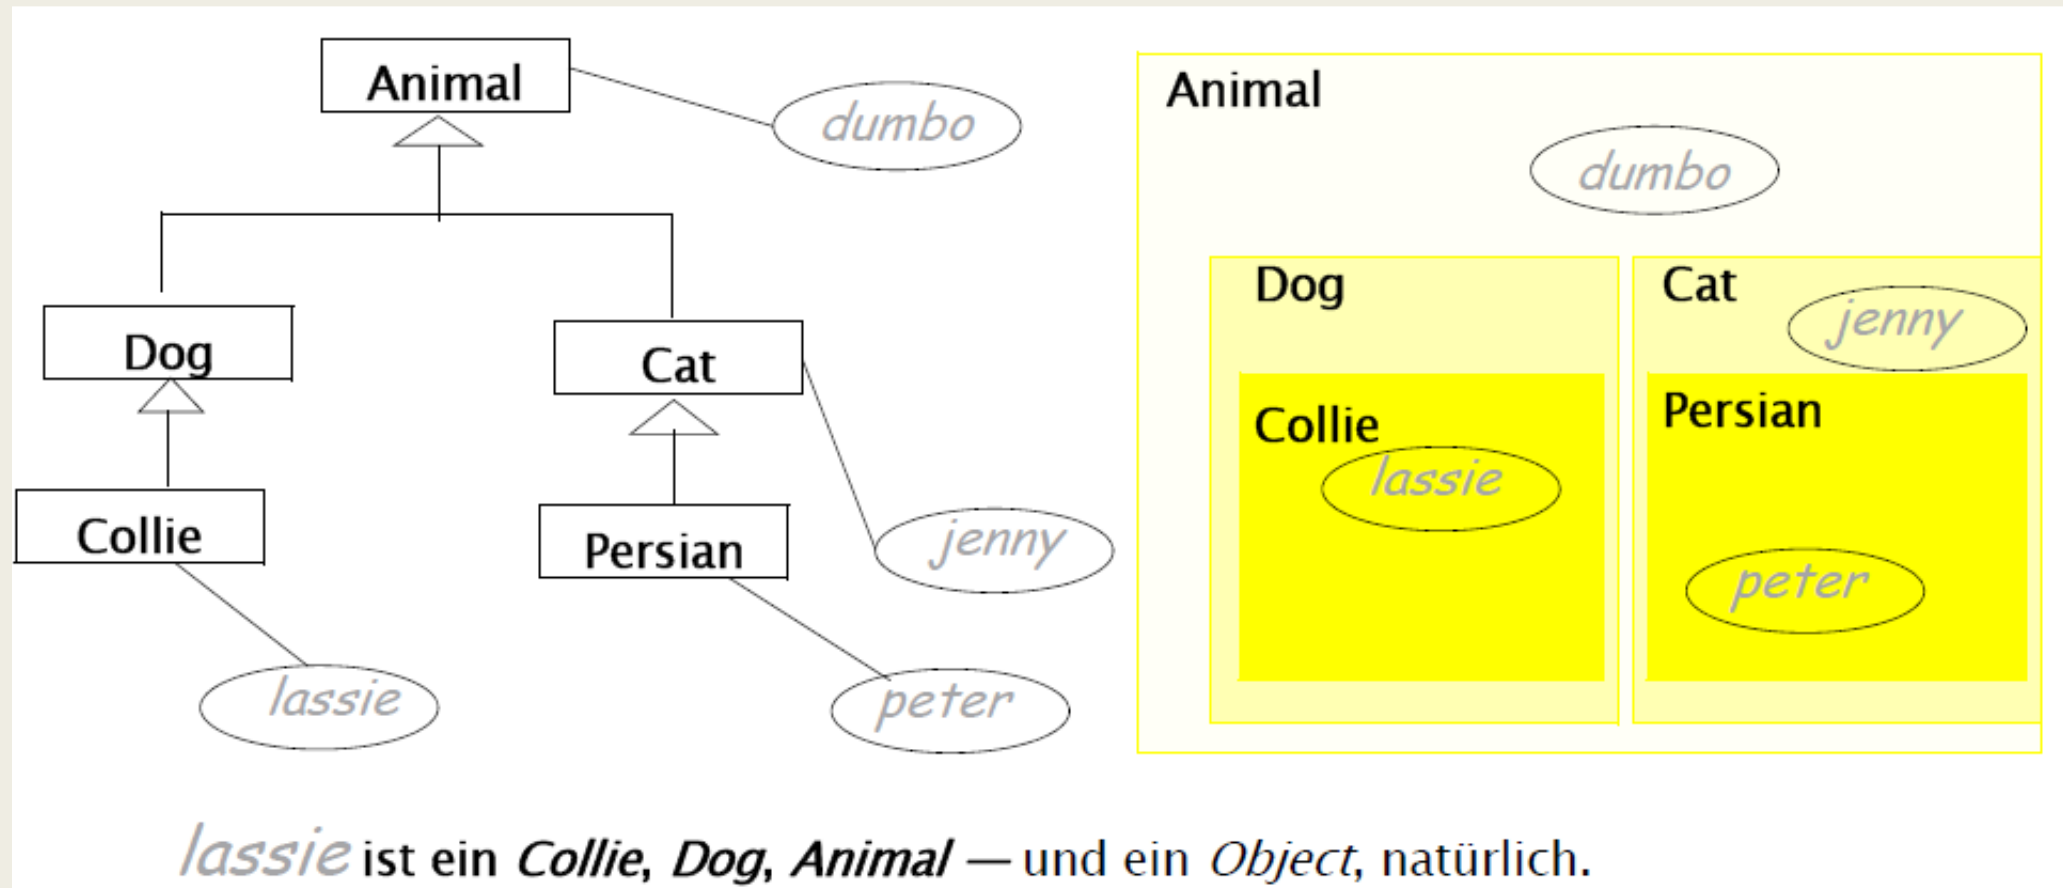 Animal
dumbo
Dog
Cat
Collie
Persian
jenny
lassie
peter
Animal
dumbo
Dog
Cat
jenny
Collie
Persian
lassie
peter
lassie ist ein Collie, Dog, Animal — und ein Object, natürlich.